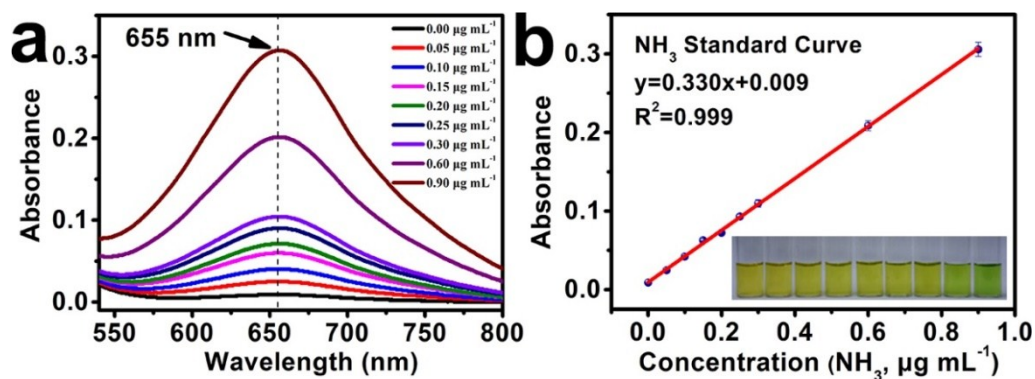 a
655 nm
0.00 µg mL⁻¹
0.05 µg mL⁻¹
0.10 µg mL⁻¹
0.15 µg mL⁻¹
0.20 µg mL⁻¹
0.25 µg mL⁻¹
0.30 µg mL⁻¹
0.60 µg mL⁻¹
0.90 µg mL⁻¹
Absorbance
0.3
0.2
0.1
0.0
550 600 650 700 750 800
Wavelength (nm)
b
NH₃ Standard Curve
y=0.330x+0.009
R²=0.999
Absorbance
0.3
0.2
0.1
0.0
0.0 0.2 0.4 0.6 0.8 1.0
Concentration (NH₃, µg mL⁻¹)